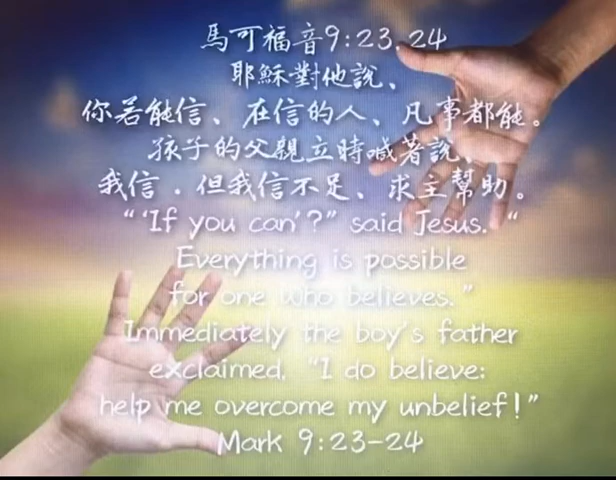 馬可福音9:23.24
耶穌對他說、
你若能信、在信的人、凡事都能。
孩子的父親立時喊著說、
我信．但我信不足、求主幫助。
“‘If you can’?” said Jesus. “
Everything is possible
for one who believes.”
Immediately the boy's father
exclaimed, “I do believe;
help me overcome my unbelief!”
Mark 9:23-24